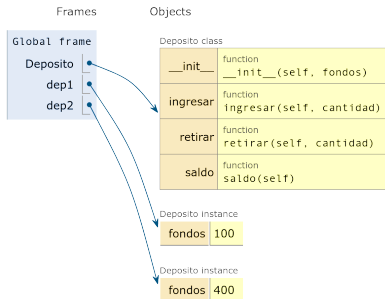 Frames Objects
Global frame
Deposito
dep1
dep2
Deposito class
__init__ function
__init__(self, fondos)
ingresar function
ingresar(self, cantidad)
retirar function
retirar(self, cantidad)
saldo function
saldo(self)
Deposito instance
fondos 100
Deposito instance
fondos 400